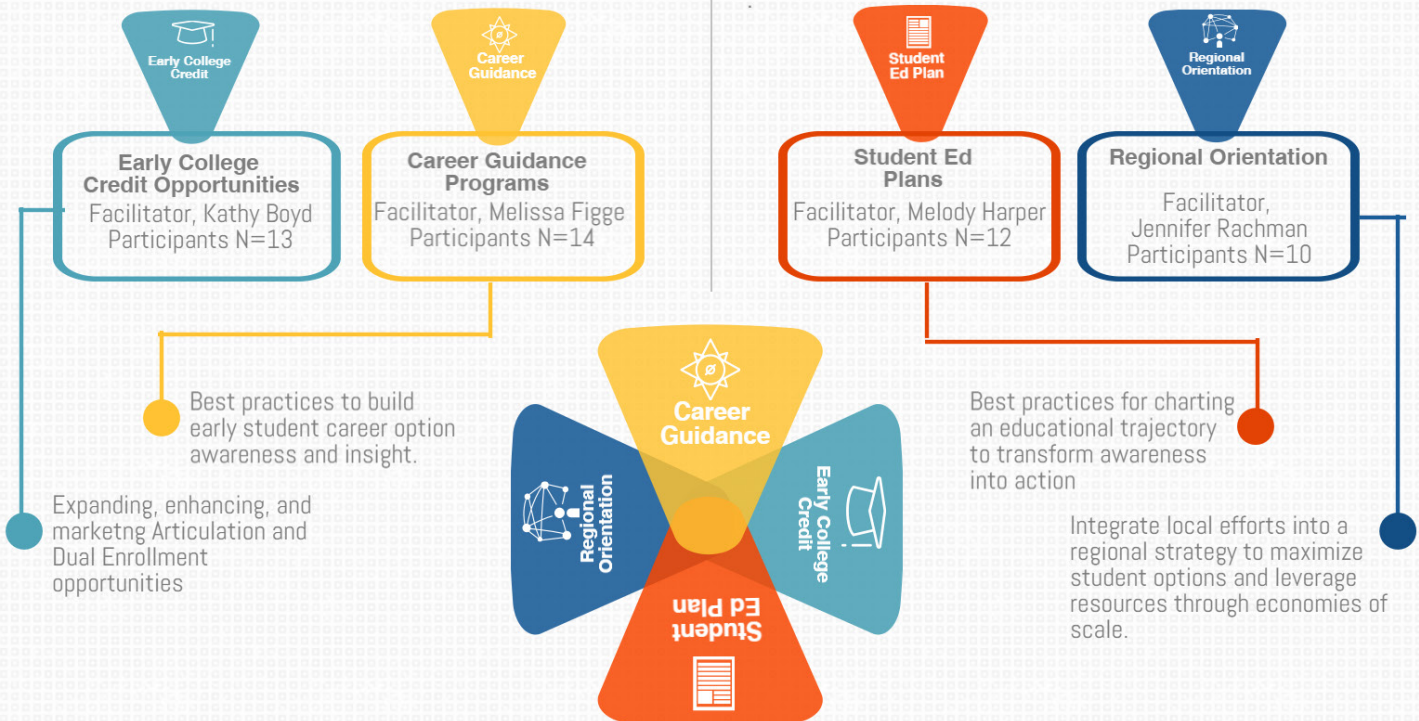 Early College
Credit
Career
Guidance
Student
Ed Plan
Regional
Orientation
Early College
Credit Opportunities
Facilitator, Kathy Boyd
Participants N=13
Career Guidance
Programs
Facilitator, Melissa Figge
Participants N=14
Student Ed
Plans
Facilitator, Melody Harper
Participants N=12
Regional Orientation
Facilitator,
Jennifer Rachman
Participants N=10
Best practices to build
early student career option
awareness and insight.
Expanding, enhancing, and
marketng Articulation and
Dual Enrollment
opportunities
Career
Guidance
Regional
Orientation
Early College
Credit
Student
Ed Plan
Best practices for charting
an educational trajectory
to transform awareness
into action
Integrate local efforts into a
regional strategy to maximize
student options and leverage
resources through economies of
scale.